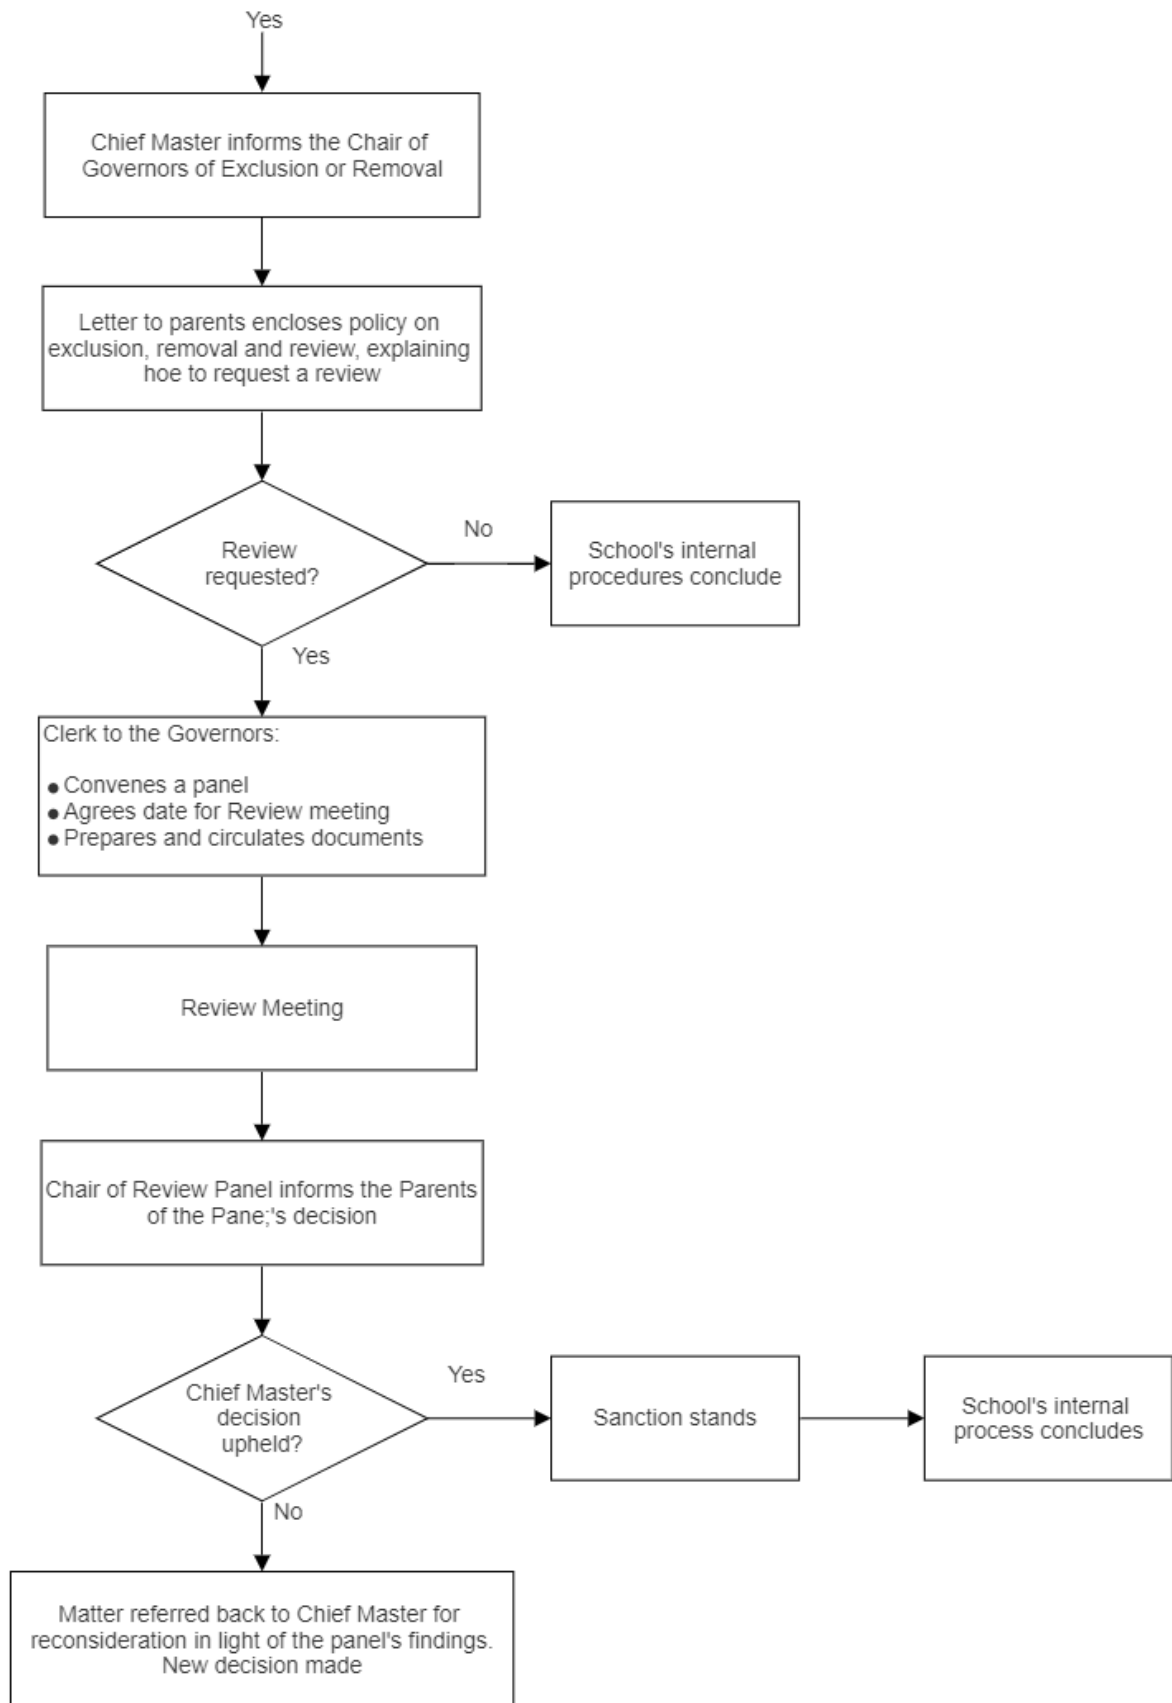 Yes
Chief Master informs the Chair of
Governors of Exclusion or Removal
Letter to parents encloses policy on
exclusion, removal and review, explaining
hoe to request a review
Review
requested?
No
School's internal
procedures conclude
Yes
Clerk to the Governors:
● Convenes a panel
● Agrees date for Review meeting
● Prepares and circulates documents
Review Meeting
Chair of Review Panel informs the Parents
of the Pane;'s decision
Chief Master's
decision
upheld?
Yes
Sanction stands
School's internal
process concludes
No
Matter referred back to Chief Master for
reconsideration in light of the panel's findings.
New decision made